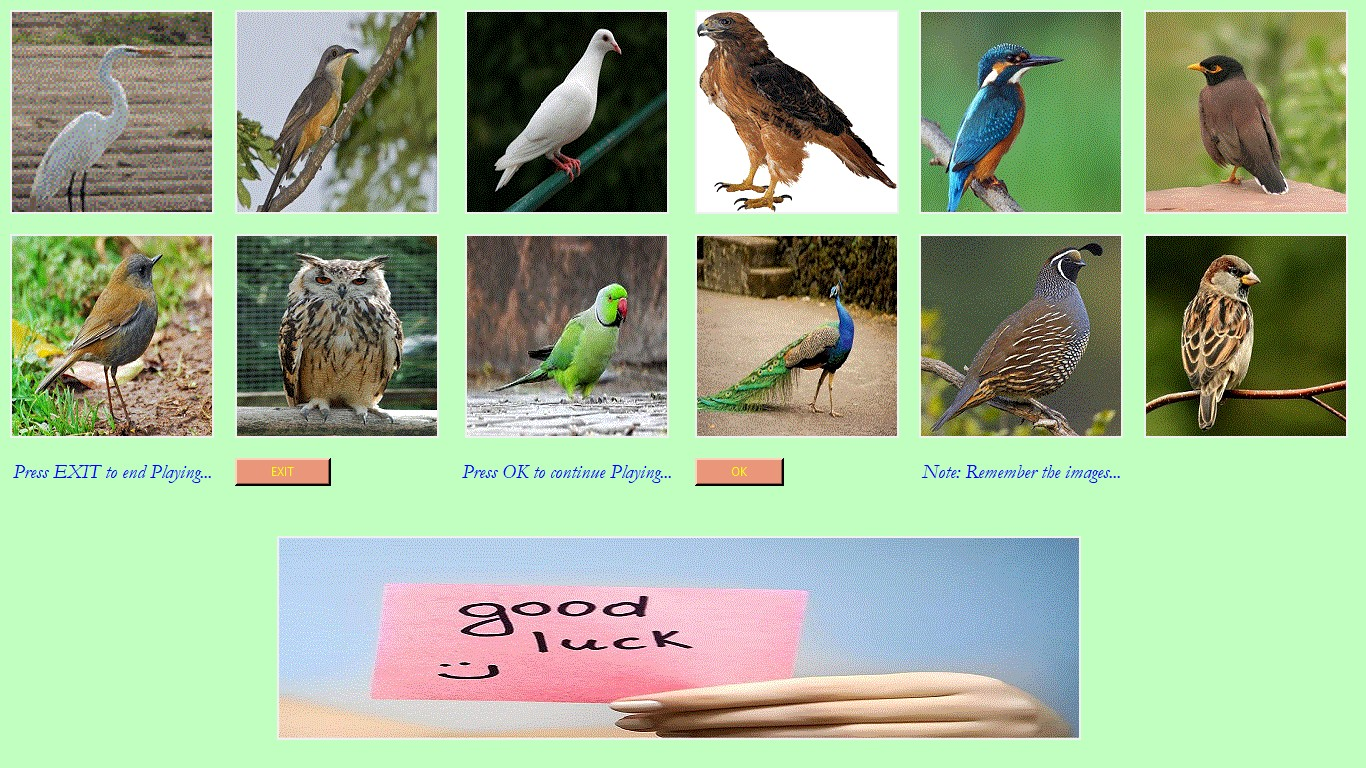 Press EXIT to end Playing...
EXIT
Press OK to continue Playing...
OK
Note: Remember the images...
good
luck